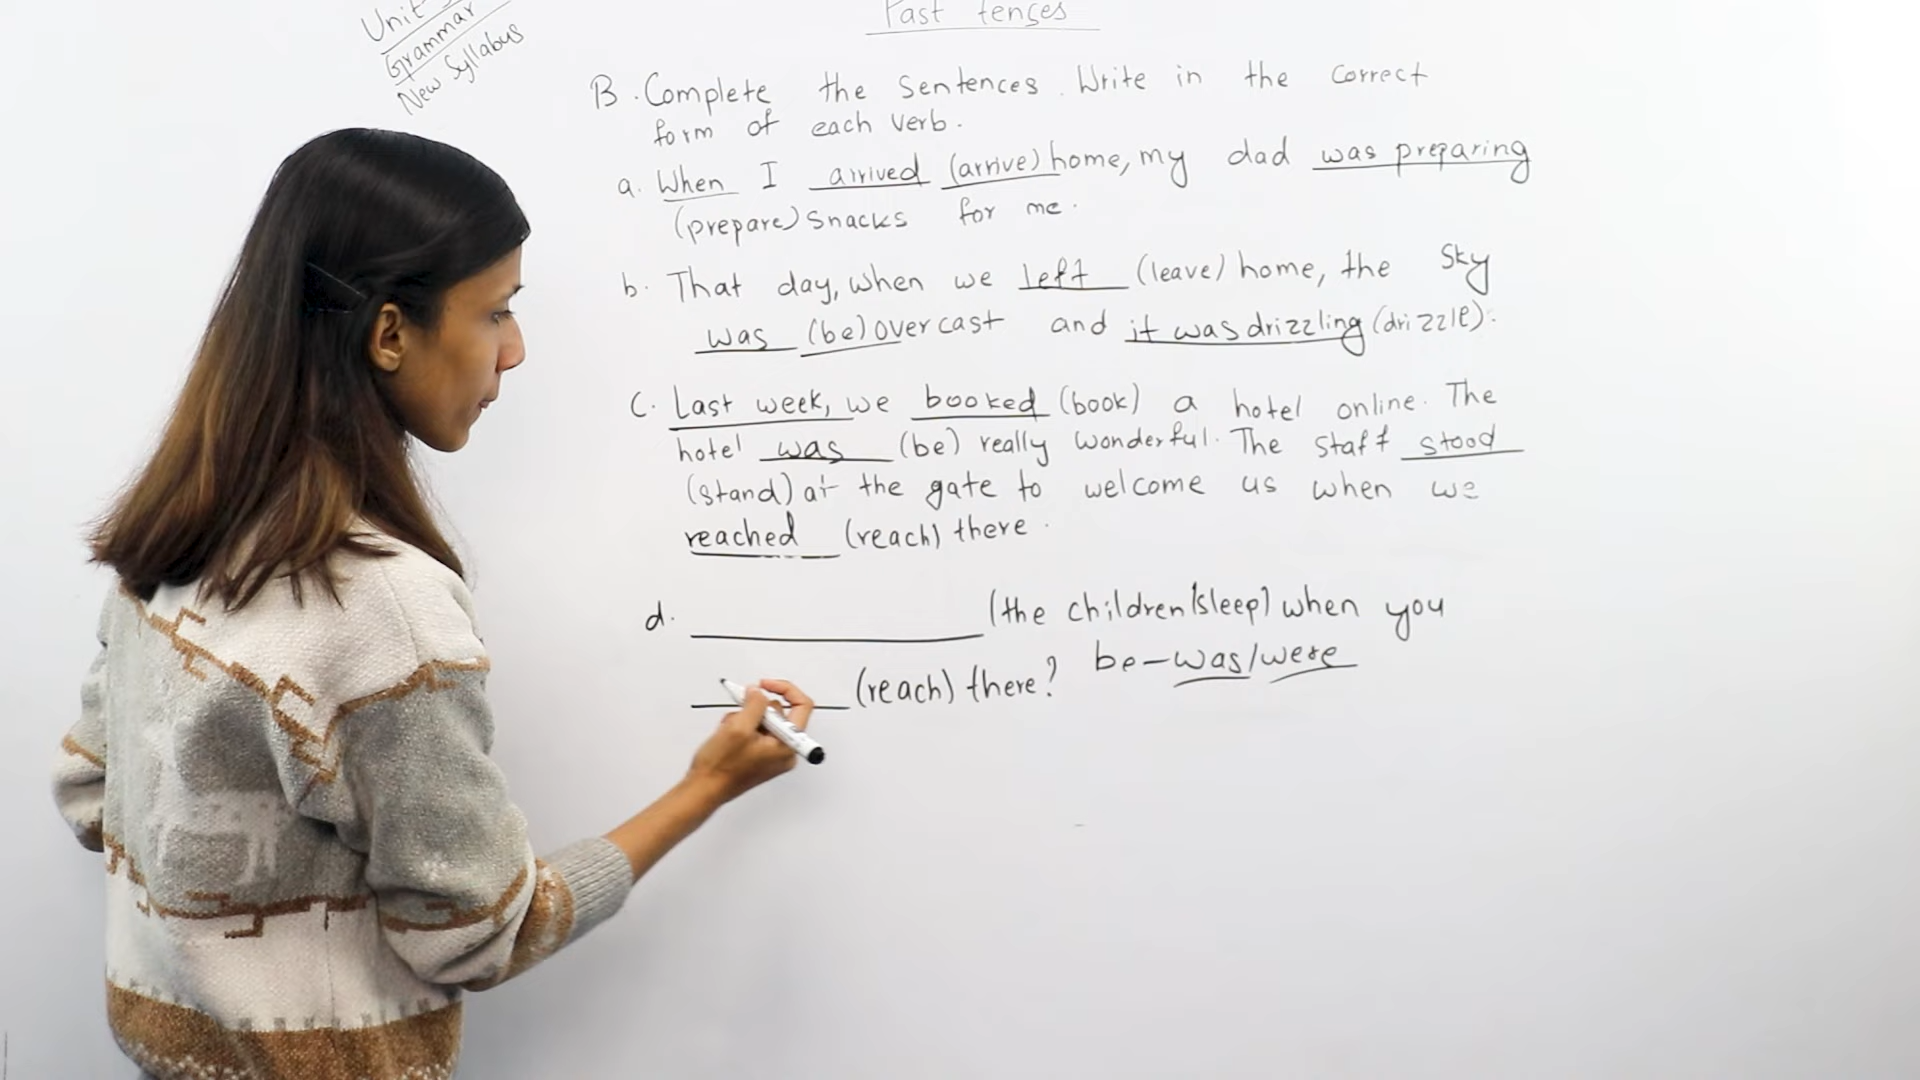 Unit
Grammar
New Syllabus
Past tenses
B. Complete the sentences. Write in the correct
form of each verb.
a. When I arrived (arrive) home, my dad was preparing
(prepare) snacks for me.
b. That day, when we left (leave) home, the sky
was (be) overcast and it was drizzling (drizzle).
C. Last week, we booked (book) a hotel online. The
hotel was (be) really wonderful. The staff stood
(stand) at the gate to welcome us when we
reached (reach) there.
d. ____________ (the children/sleep) when you
be-was/were
______ (reach) there?